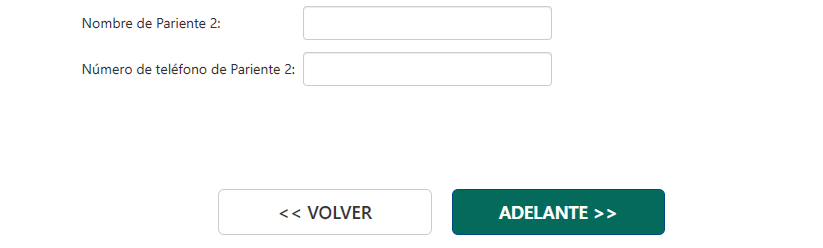 Nombre de Pariente 2:
Número de teléfono de Pariente 2:
<< VOLVER
ADELANTE >>